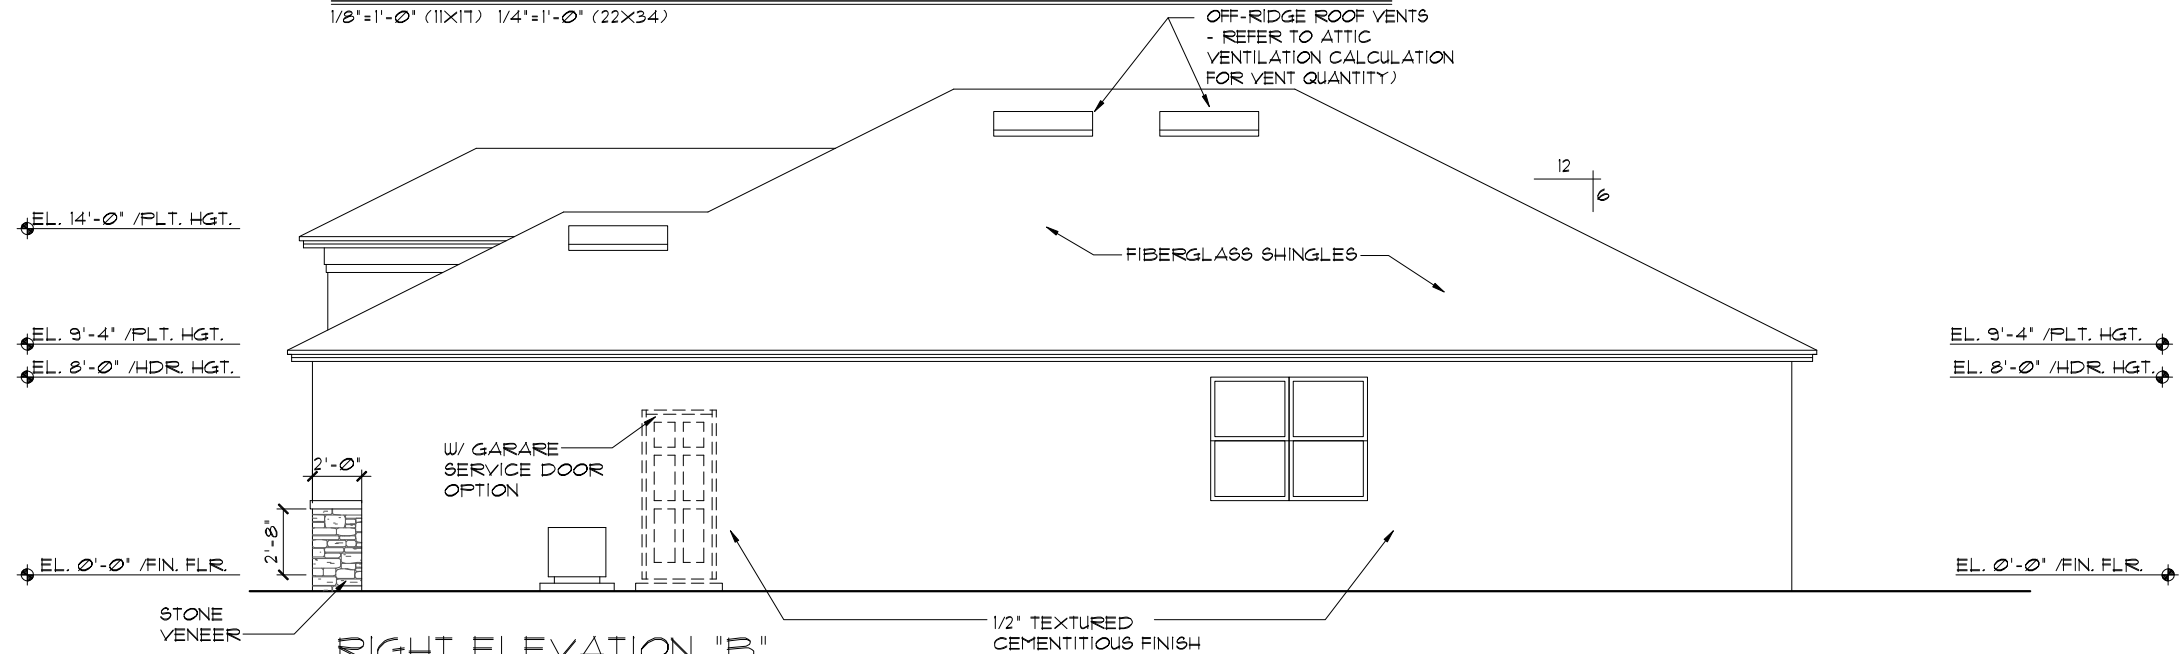 1/8"=1'-0" (11X17) 1/4"=1'-0" (22X34)
OFF-RIDGE ROOF VENTS
- REFER TO ATTIC
VENTILATION CALCULATION
FOR VENT QUANTITY)
12
6
EL. 14'-0" /PLT. HGT.
FIBERGLASS SHINGLES
EL. 9'-4" /PLT. HGT.
EL. 8'-0" /HDR. HGT.
EL. 9'-4" /PLT. HGT.
EL. 8'-0" /HDR. HGT.
W/ GARARE
SERVICE DOOR
OPTION
2'-0"
2'-8"
EL. 0'-0" /FIN. FLR.
EL. 0'-0" /FIN. FLR.
STONE
VENEER
1/2" TEXTURED
CEMENTITIOUS FINISH
RIGHT ELEVATION "B"